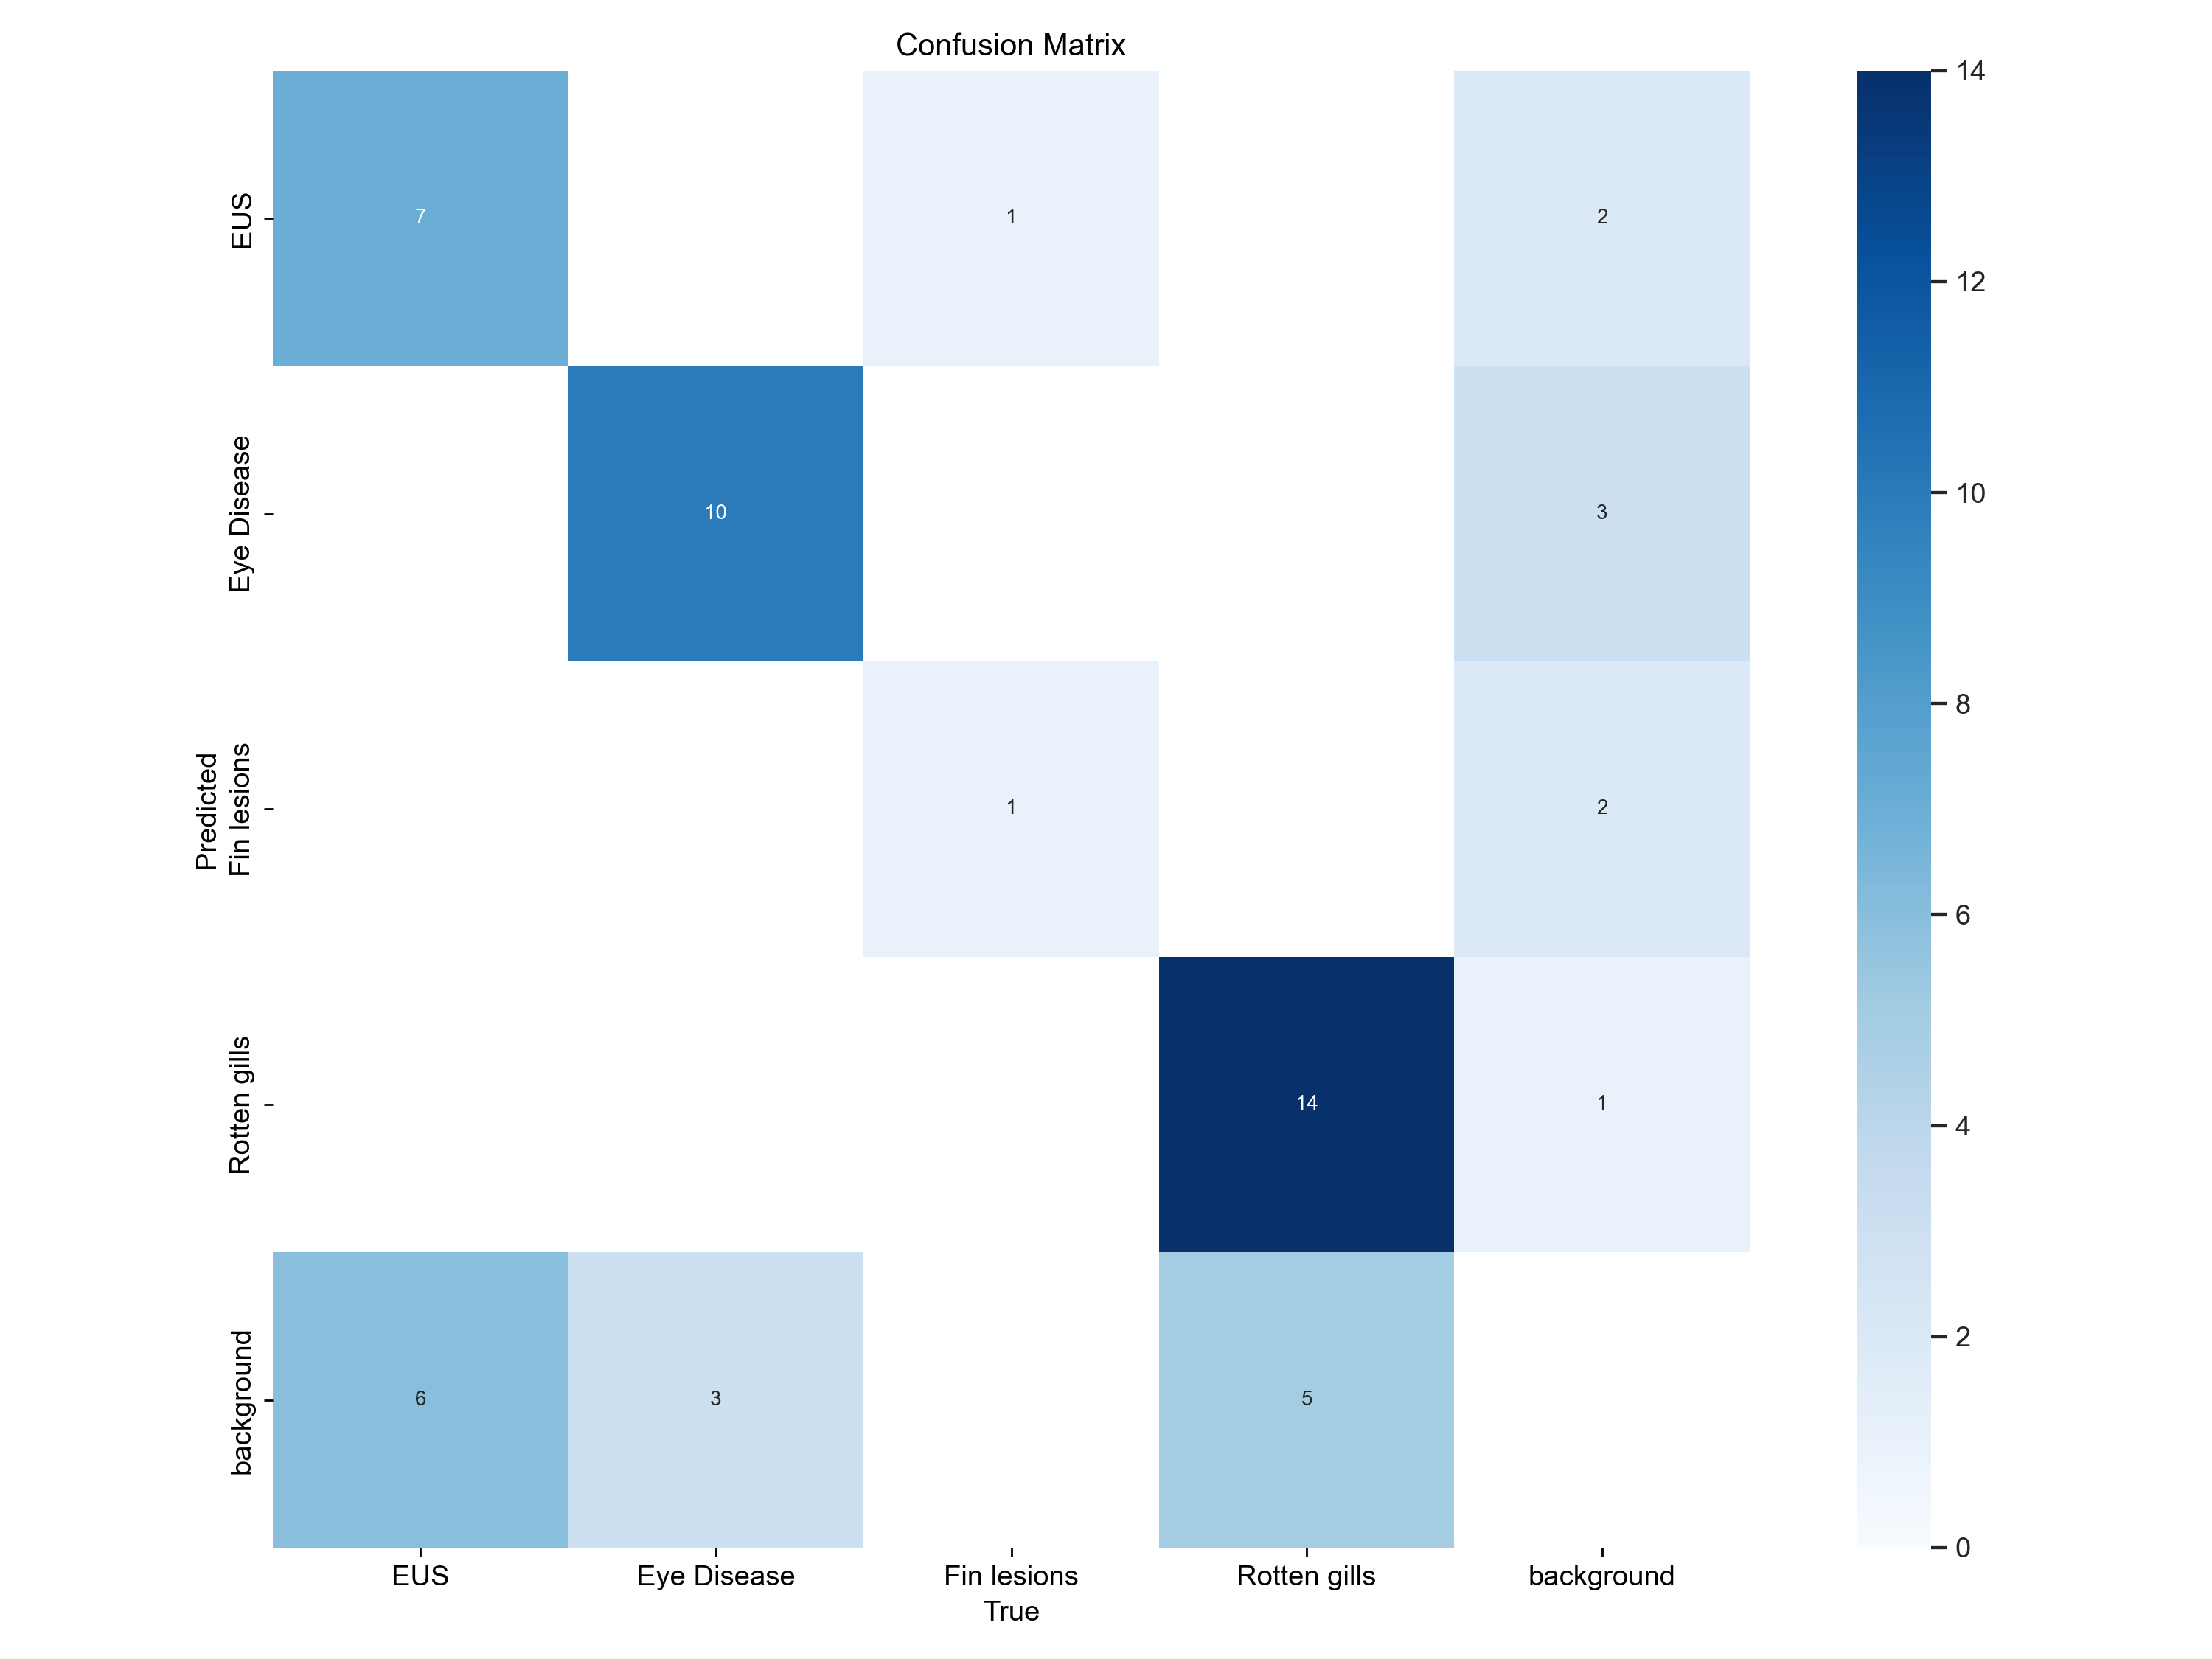 Confusion Matrix
EUS
Eye Disease
Fin lesions
Rotten gills
background
Predicted
7
1
2
10
3
1
2
14
1
6
3
5
EUS
Eye Disease
Fin lesions
Rotten gills
background
True
14
12
10
8
6
4
2
0